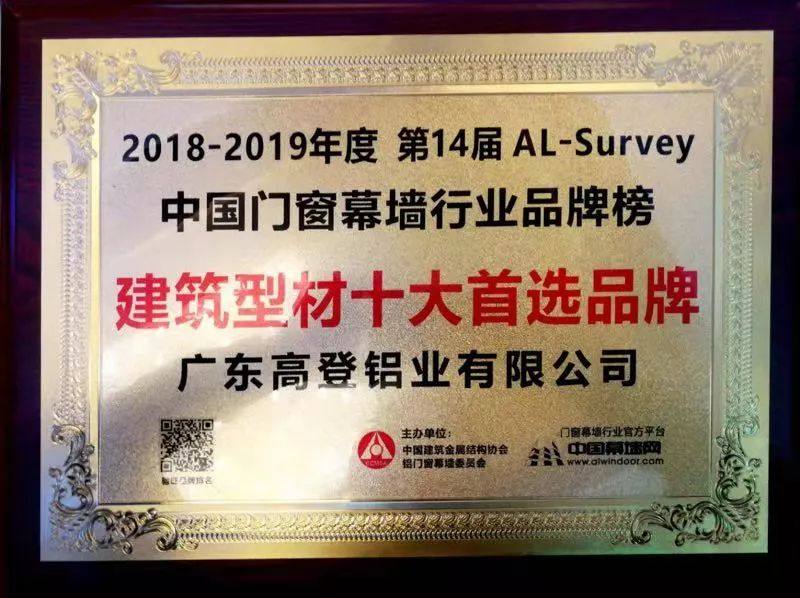 2018-2019年度 第14届 AL-Survey
中国门窗幕墙行业品牌榜
建筑型材十大首选品牌
广东高登铝业有限公司
主办单位:
中国建筑金属结构协会
铝门窗幕墙委员会
门窗幕墙行业官方平台
中国幕墙网
www.alwindoor.com